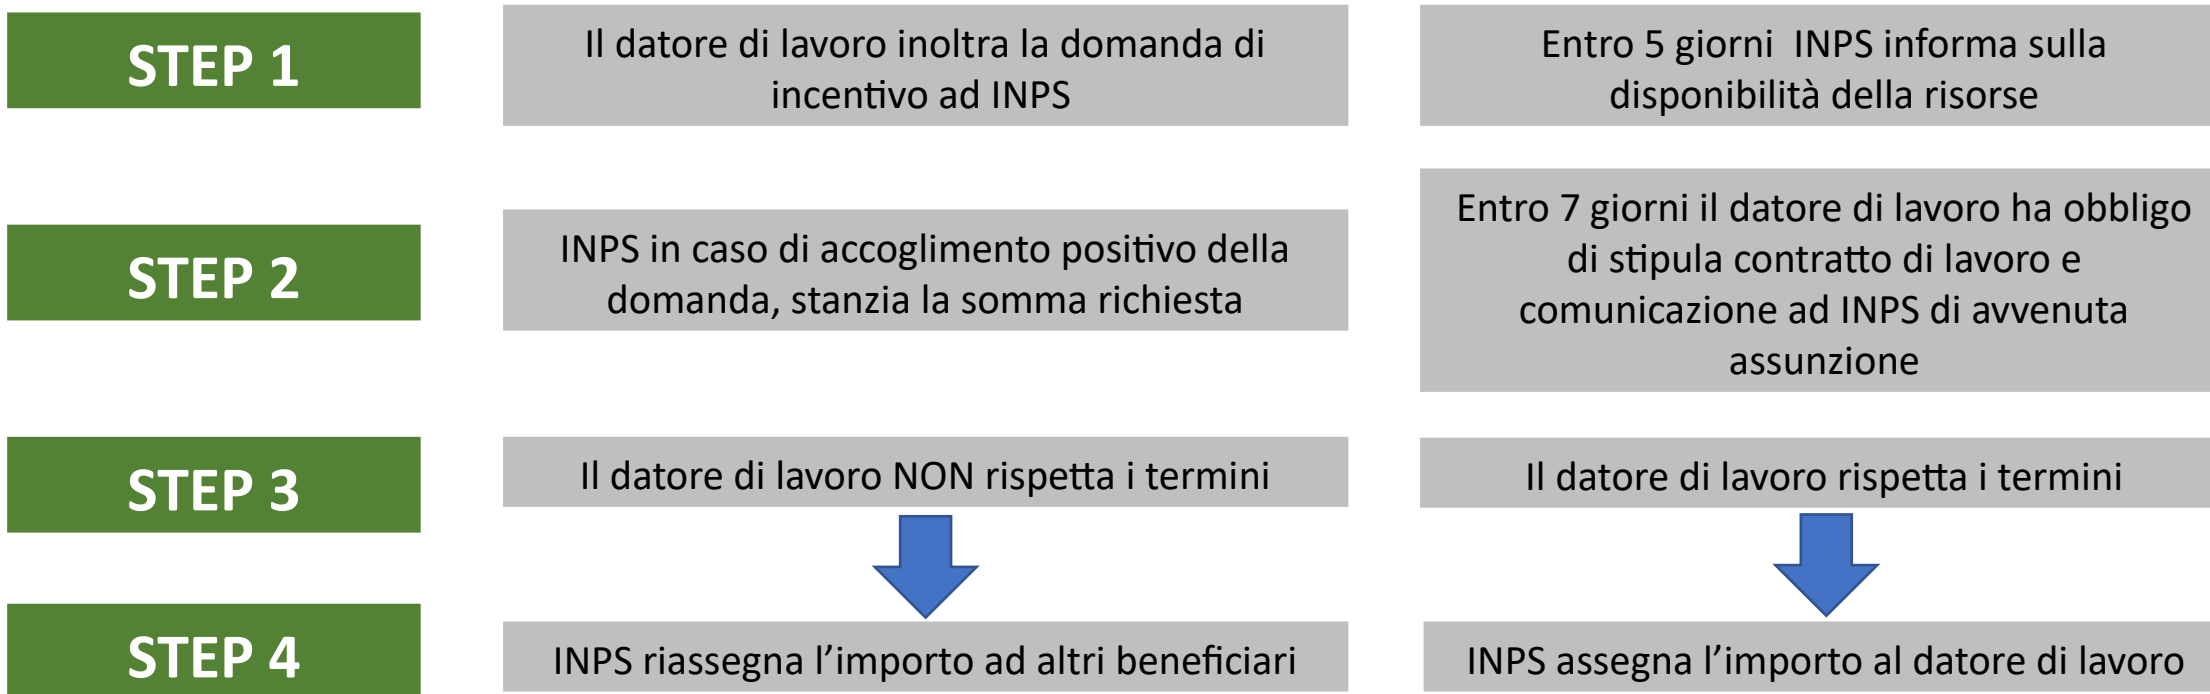 STEP 1
Il datore di lavoro inoltra la domanda di
incentivo ad INPS
Entro 5 giorni  INPS informa sulla
disponibilità della risorse
STEP 2
INPS in caso di accoglimento positivo della
domanda, stanzia la somma richiesta
Entro 7 giorni il datore di lavoro ha obbligo
di stipula contratto di lavoro e
comunicazione ad INPS di avvenuta
assunzione
STEP 3
Il datore di lavoro NON rispetta i termini
Il datore di lavoro rispetta i termini
STEP 4
INPS riassegna l’importo ad altri beneficiari
INPS assegna l’importo al datore di lavoro